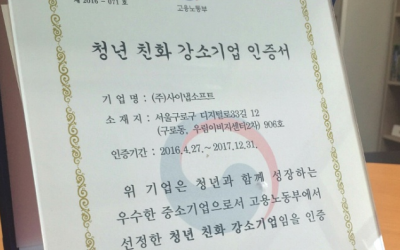 제 2016 - 071 호
고용노동부
청년 친화 강소기업 인증서
기 업 명 : (주)사이냅소프트
소 재 지 : 서울구로구 디지털로33길 12
(구로동, 우림이비지센터2차) 906호
인증기간 : 2016.4.27.~2017.12.31.
위 기업은 청년과 함께 성장하는
우수한 중소기업으로서 고용노동부에서
선정한 청년 친화 강소기업임을 인증